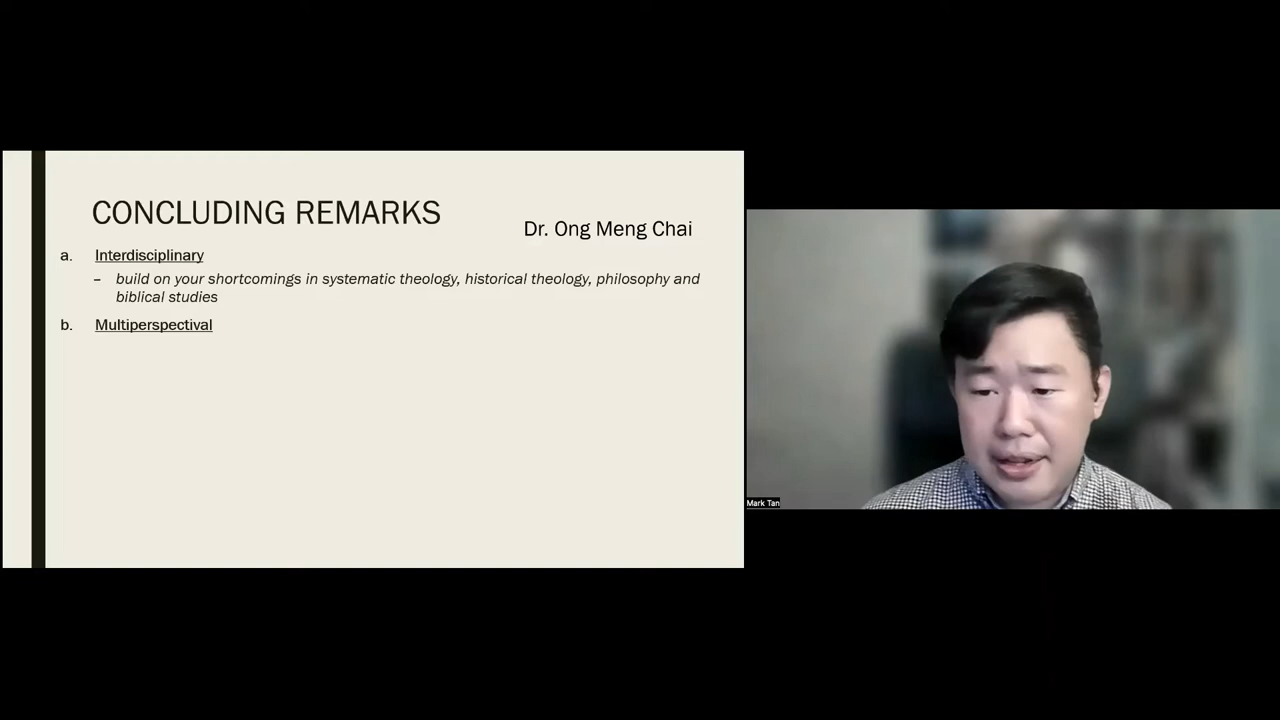 CONCLUDING REMARKS
Dr. Ong Meng Chai
a. Interdisciplinary
– build on your shortcomings in systematic theology, historical theology, philosophy and
biblical studies
b. Multiperspectival
Mark Tan